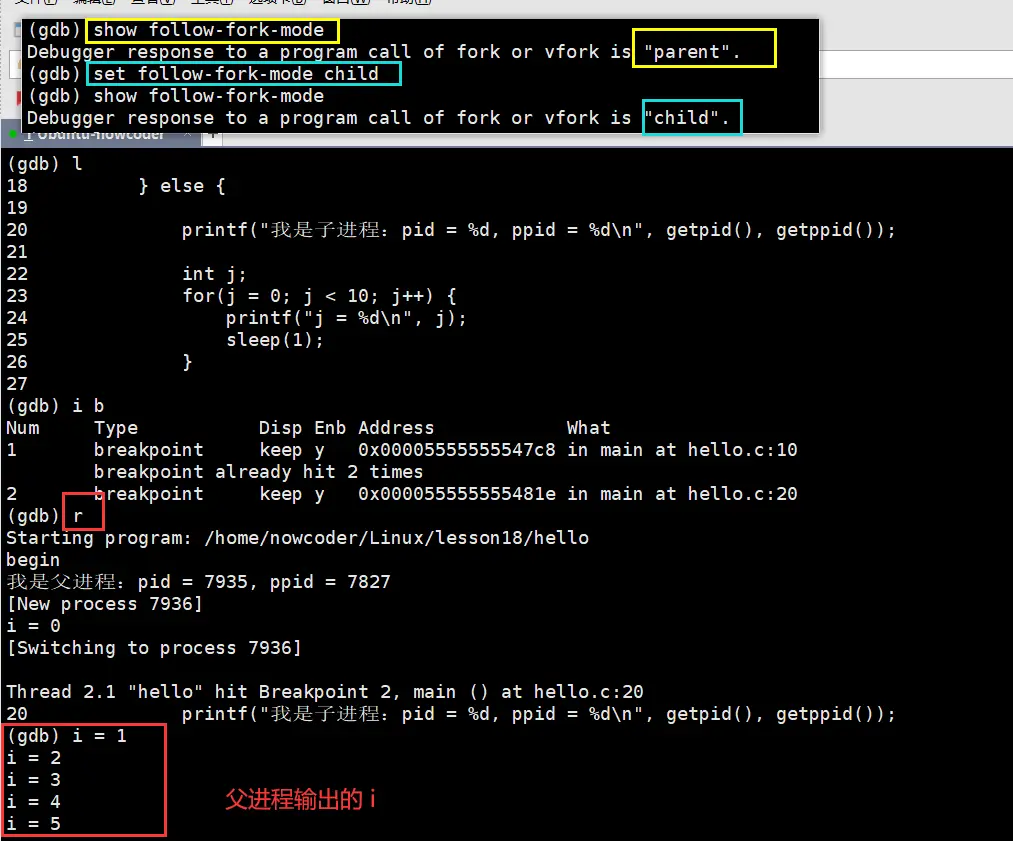 (gdb) show follow-fork-mode
Debugger response to a program call of fork or vfork is "parent".
(gdb) set follow-fork-mode child
(gdb) show follow-fork-mode
Debugger response to a program call of fork or vfork is "child".
1 Ubuntu-nowcoder × +
(gdb) l
18 } else {
19
20 printf("我是子进程：pid = %d, ppid = %d\n", getpid(), getppid());
21
22 int j;
23 for(j = 0; j < 10; j++) {
24 printf("j = %d\n", j);
25 sleep(1);
26 }
27
(gdb) i b
Num Type Disp Enb Address What
1 breakpoint keep y 0x00005555555547c8 in main at hello.c:10
breakpoint already hit 2 times
2 breakpoint keep y 0x000055555555481e in main at hello.c:20
(gdb) r
Starting program: /home/nowcoder/Linux/lesson18/hello
begin
我是父进程：pid = 7935, ppid = 7827
[New process 7936]
i = 0
[Switching to process 7936]
Thread 2.1 "hello" hit Breakpoint 2, main () at hello.c:20
20 printf("我是子进程：pid = %d, ppid = %d\n", getpid(), getppid());
(gdb) i = 1
i = 2
i = 3
i = 4
i = 5
父进程输出的 i